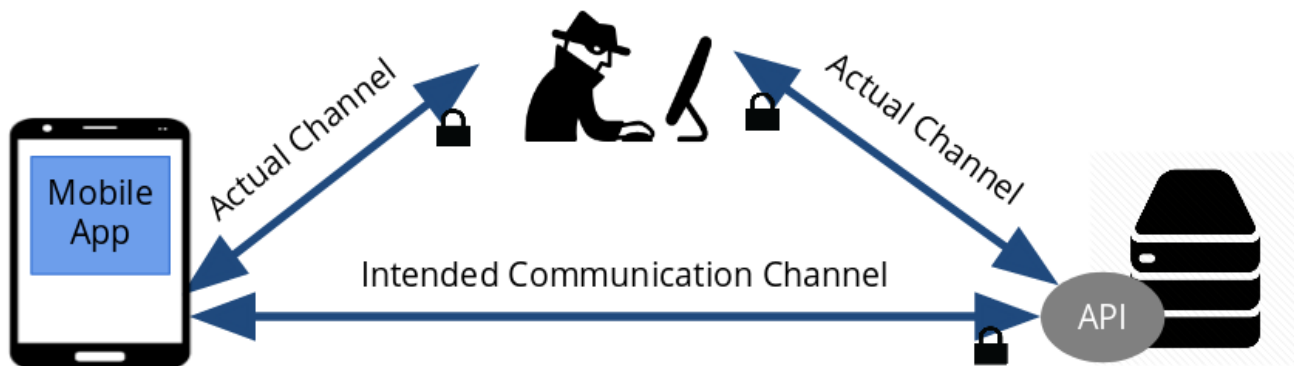 Actual Channel
Actual Channel
Mobile
App
Intended Communication Channel
API